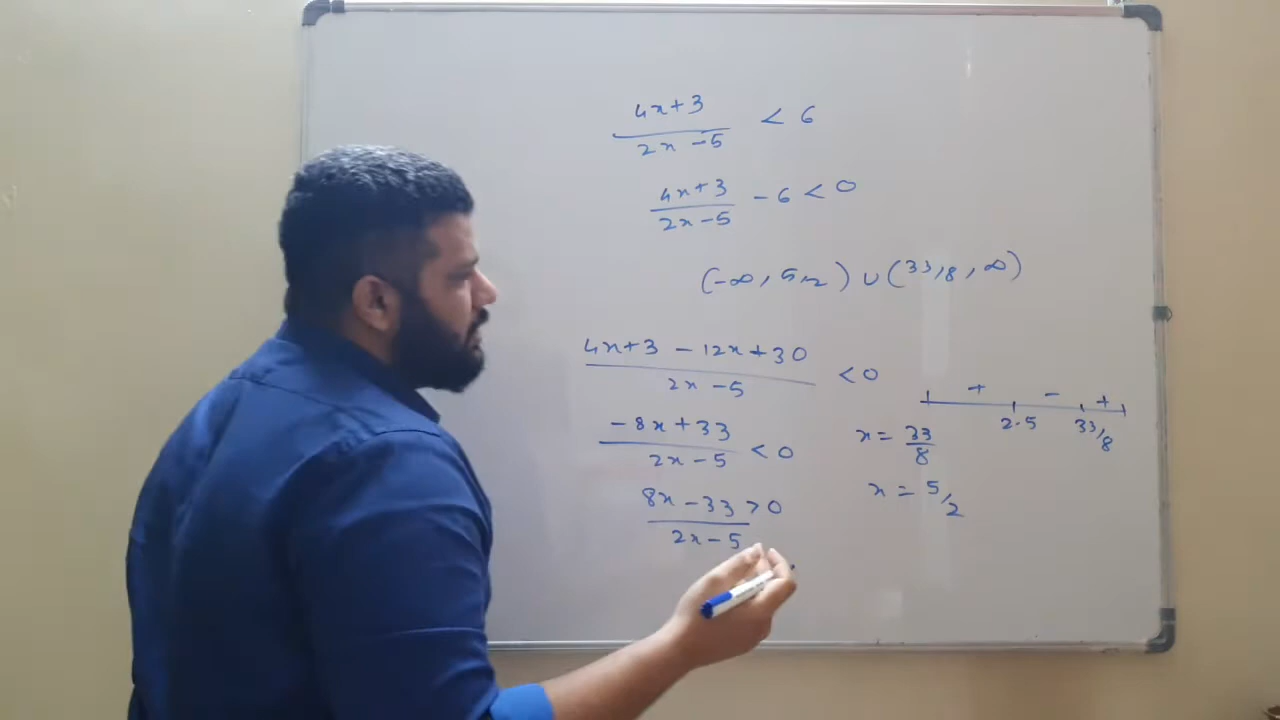 4x+3 / 2x-5 < 6
4x+3 / 2x-5 - 6 < 0
(-∞, 5/2) ∪ (33/8, ∞)
4x+3 - 12x+30 / 2x-5 < 0
-8x+33 / 2x-5 < 0
8x-33 / 2x-5 > 0
+ - +
2.5 33/8
x = 33/8
x = 5/2